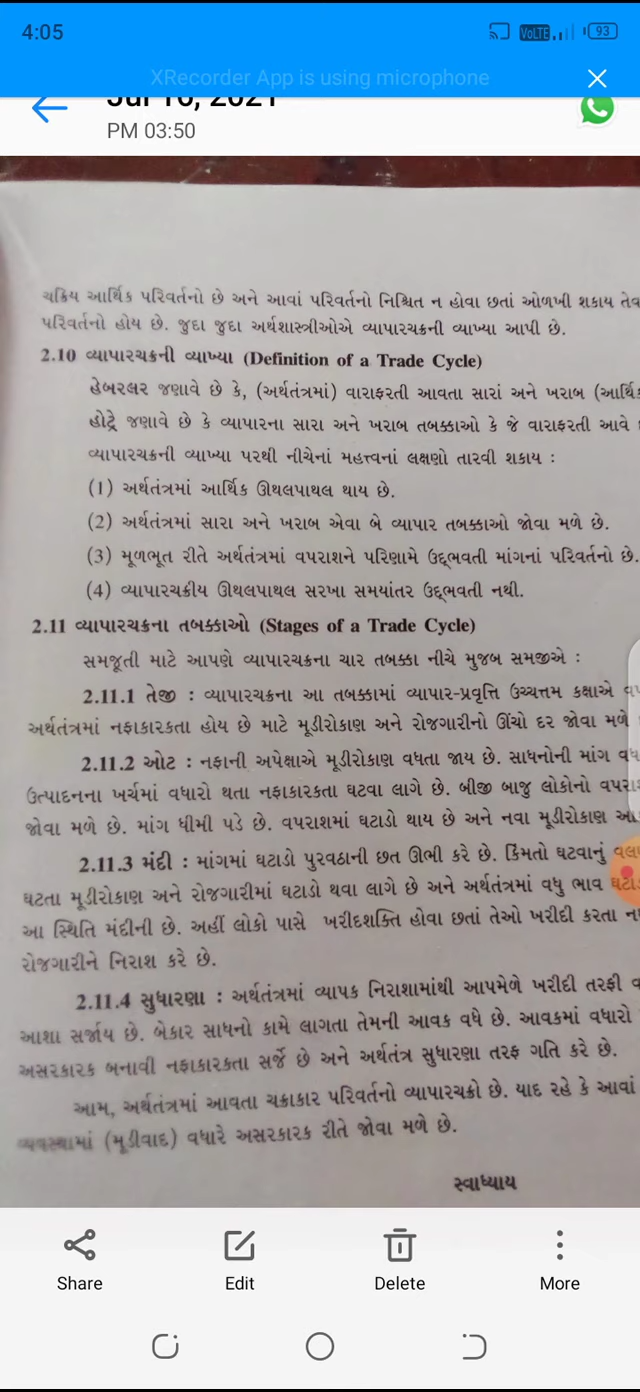 4:05
VoLTE 93
XRecorder App is using microphone
Jul 16, 2021
PM 03:50
ચક્રિય આર્થિક પરિવર્તનો છે અને આવાં પરિવર્તનો નિશ્ચિત ન હોવા છતાં ઓળખી શકાય તેવ
પરિવર્તનો હોય છે. જુદા જુદા અર્થશાસ્ત્રીઓએ વ્યાપારચક્રની વ્યાખ્યા આપી છે.
2.10 વ્યાપારચક્રની વ્યાખ્યા (Definition of a Trade Cycle)
હેબરલર જણાવે છે કે, (અર્થતંત્રમાં) વારાફરતી આવતા સારાં અને ખરાબ (આર્થિક
હોટ્રે જણાવે છે કે વ્યાપારના સારા અને ખરાબ તબક્કાઓ કે જે વારાફરતી આવે
વ્યાપારચક્રની વ્યાખ્યા પરથી નીચેનાં મહત્ત્વનાં લક્ષણો તારવી શકાય :
(1) અર્થતંત્રમાં આર્થિક ઊથલપાથલ થાય છે.
(2) અર્થતંત્રમાં સારા અને ખરાબ એવા બે વ્યાપાર તબક્કાઓ જોવા મળે છે.
(3) મૂળભૂત રીતે અર્થતંત્રમાં વપરાશને પરિણામે ઉદ્ભવતી માંગનાં પરિવર્તનો છે.
(4) વ્યાપારચક્રીય ઊથલપાથલ સરખા સમયાંતર ઉદ્ભવતી નથી.
2.11 વ્યાપારચક્રના તબક્કાઓ (Stages of a Trade Cycle)
સમજૂતી માટે આપણે વ્યાપારચક્રના ચાર તબક્કા નીચે મુજબ સમજીએ :
2.11.1 તેજી : વ્યાપારચક્રના આ તબક્કામાં વ્યાપાર-પ્રવૃત્તિ ઉચ્ચત્તમ કક્ષાએ
અર્થતંત્રમાં નફાકારકતા હોય છે માટે મૂડીરોકાણ અને રોજગારીનો ઊંચો દર જોવા મળે
2.11.2 ઓટ : નફાની અપેક્ષાએ મૂડીરોકાણ વધતા જાય છે. સાધનોની માંગ વધ
ઉત્પાદનના ખર્ચમાં વધારો થતા નફાકારકતા ઘટવા લાગે છે. બીજી બાજુ લોકોનો વપરાશ
જોવા મળે છે. માંગ ધીમી પડે છે. વપરાશમાં ઘટાડો થાય છે અને નવા મૂડીરોકાણ
2.11.3 મંદી : માંગમાં ઘટાડો પુરવઠાની છત ઊભી કરે છે. કિંમતો ઘટવાનું વલ
ઘટતા મૂડીરોકાણ અને રોજગારીમાં ઘટાડો થવા લાગે છે અને અર્થતંત્રમાં વધુ ભાવ ઘટા
આ સ્થિતિ મંદીની છે. અહીં લોકો પાસે ખરીદશક્તિ હોવા છતાં તેઓ ખરીદી કરતા ન
રોજગારીને નિરાશ કરે છે.
2.11.4 સુધારણા : અર્થતંત્રમાં વ્યાપક નિરાશામાંથી આપમેળે ખરીદી તરફી
આશા સર્જાય છે. બેકાર સાધનો કામે લાગતા તેમની આવક વધે છે. આવકમાં વધારો
અસરકારક બનાવી નફાકારકતા સર્જે છે અને અર્થતંત્ર સુધારણા તરફ ગતિ કરે છે.
આમ, અર્થતંત્રમાં આવતા ચક્રાકાર પરિવર્તનો વ્યાપારચક્રો છે. યાદ રહે કે આવાં
વ્યવસ્થામાં (મૂડીવાદ) વધારે અસરકારક રીતે જોવા મળે છે.
સ્વાધ્યાય
Share Edit Delete More